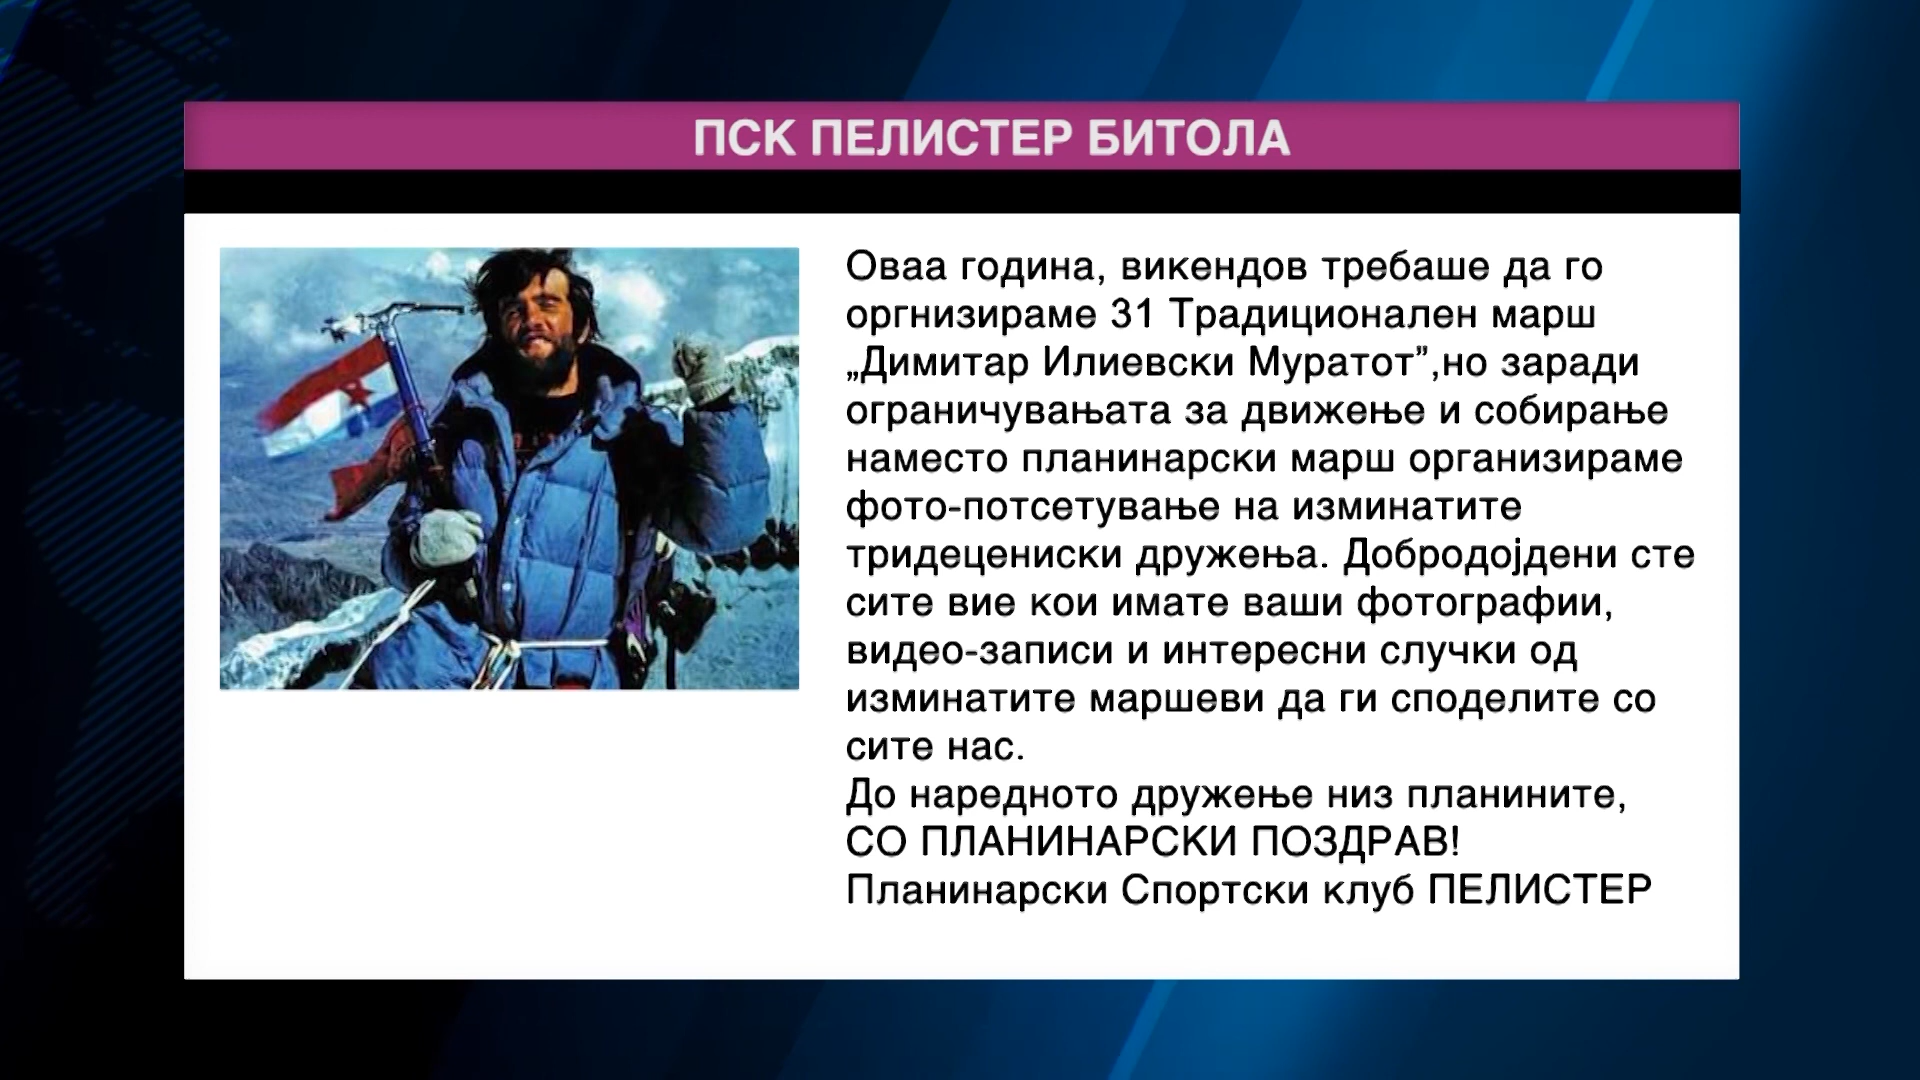 ПСК ПЕЛИСТЕР БИТОЛА
Оваа година, викендов требаше да го
оргнизираме 31 Традиционален марш
„Димитар Илиевски Муратот”,но заради
ограничувањата за движење и собирање
наместо планинарски марш организираме
фото-потсетување на изминатите
тридецениски дружења. Добродојдени сте
сите вие кои имате ваши фотографии,
видео-записи и интересни случки од
изминатите маршеви да ги споделите со
сите нас.
До наредното дружење низ планините,
СО ПЛАНИНАРСКИ ПОЗДРАВ!
Планинарски Спортски клуб ПЕЛИСТЕР